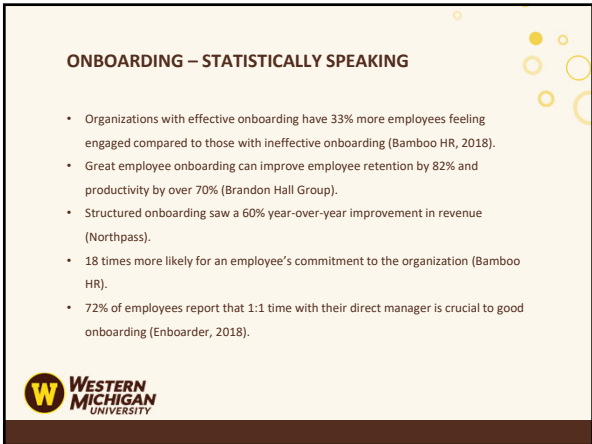 ONBOARDING – STATISTICALLY SPEAKING
• Organizations with effective onboarding have 33% more employees feeling
engaged compared to those with ineffective onboarding (Bamboo HR, 2018).
• Great employee onboarding can improve employee retention by 82% and
productivity by over 70% (Brandon Hall Group).
• Structured onboarding saw a 60% year-over-year improvement in revenue
(Northpass).
• 18 times more likely for an employee's commitment to the organization (Bamboo
HR).
• 72% of employees report that 1:1 time with their direct manager is crucial to good
onboarding (Enboarder, 2018).
W
WESTERN
MICHIGAN
UNIVERSITY